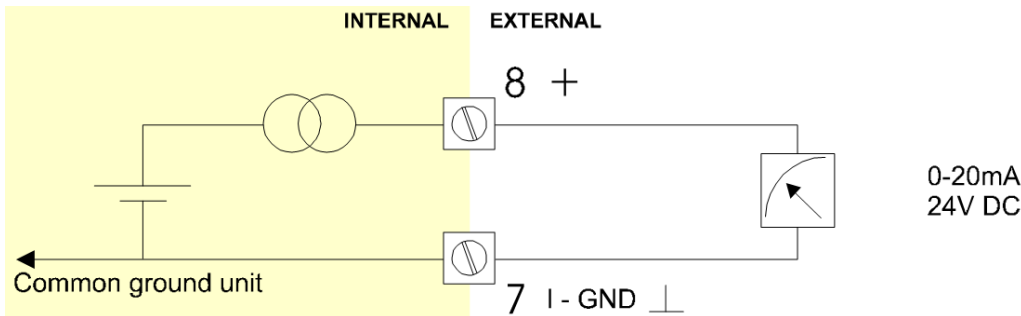 INTERNAL EXTERNAL
8 +
0-20mA
24V DC
Common ground unit
7 I - GND